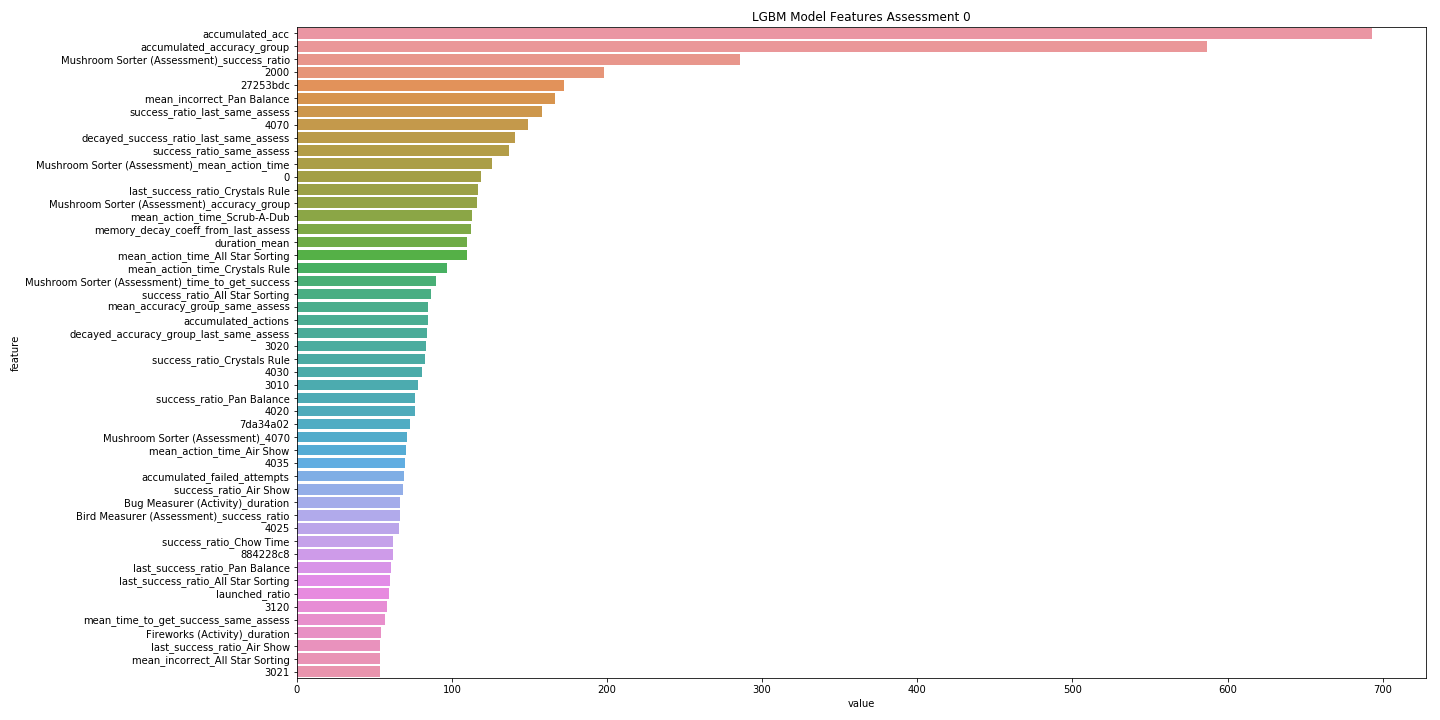 LGBM Model Features Assessment 0
accumulated_acc
accumulated_accuracy_group
Mushroom Sorter (Assessment)_success_ratio
2000
27253bdc
mean_incorrect_Pan Balance
success_ratio_last_same_assess
4070
decayed_success_ratio_last_same_assess
success_ratio_same_assess
Mushroom Sorter (Assessment)_mean_action_time
0
last_success_ratio_Crystals Rule
Mushroom Sorter (Assessment)_accuracy_group
mean_action_time_Scrub-A-Dub
memory_decay_coeff_from_last_assess
duration_mean
mean_action_time_All Star Sorting
mean_action_time_Crystals Rule
Mushroom Sorter (Assessment)_time_to_get_success
success_ratio_All Star Sorting
mean_accuracy_group_same_assess
accumulated_actions
decayed_accuracy_group_last_same_assess
3020
success_ratio_Crystals Rule
4030
3010
success_ratio_Pan Balance
4020
7da34a02
Mushroom Sorter (Assessment)_4070
mean_action_time_Air Show
4035
accumulated_failed_attempts
success_ratio_Air Show
Bug Measurer (Activity)_duration
Bird Measurer (Assessment)_success_ratio
4025
success_ratio_Chow Time
884228c8
last_success_ratio_Pan Balance
last_success_ratio_All Star Sorting
launched_ratio
3120
mean_time_to_get_success_same_assess
Fireworks (Activity)_duration
last_success_ratio_Air Show
mean_incorrect_All Star Sorting
3021
feature
0 100 200 300 400 500 600 700
value